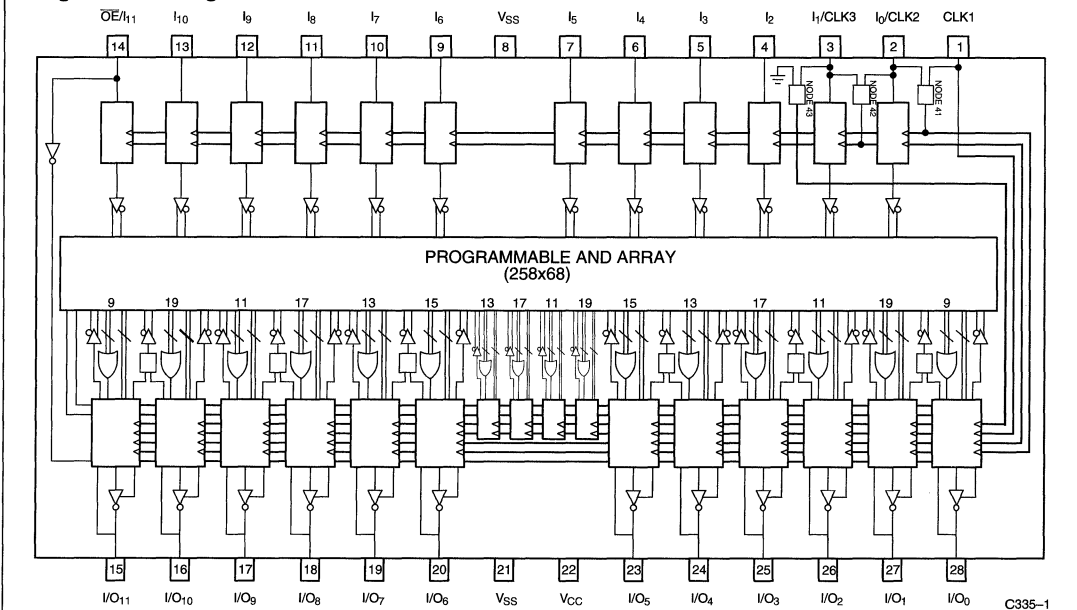 OE/I11 I10 I9 I8 I7 I6 VSS I5 I4 I3 I2 I1/CLK3 I0/CLK2 CLK1
14 13 12 11 10 9 8 7 6 5 4 3 2 1
NODE 43 NODE 42 NODE 41
PROGRAMMABLE AND ARRAY
(258x68)
9 19 11 17 13 15 13 17 11 19 15 13 17 11 19 9
15 16 17 18 19 20 21 22 23 24 25 26 27 28
I/O11 I/O10 I/O9 I/O8 I/O7 I/O6 VSS VCC I/O5 I/O4 I/O3 I/O2 I/O1 I/O0
C335–1